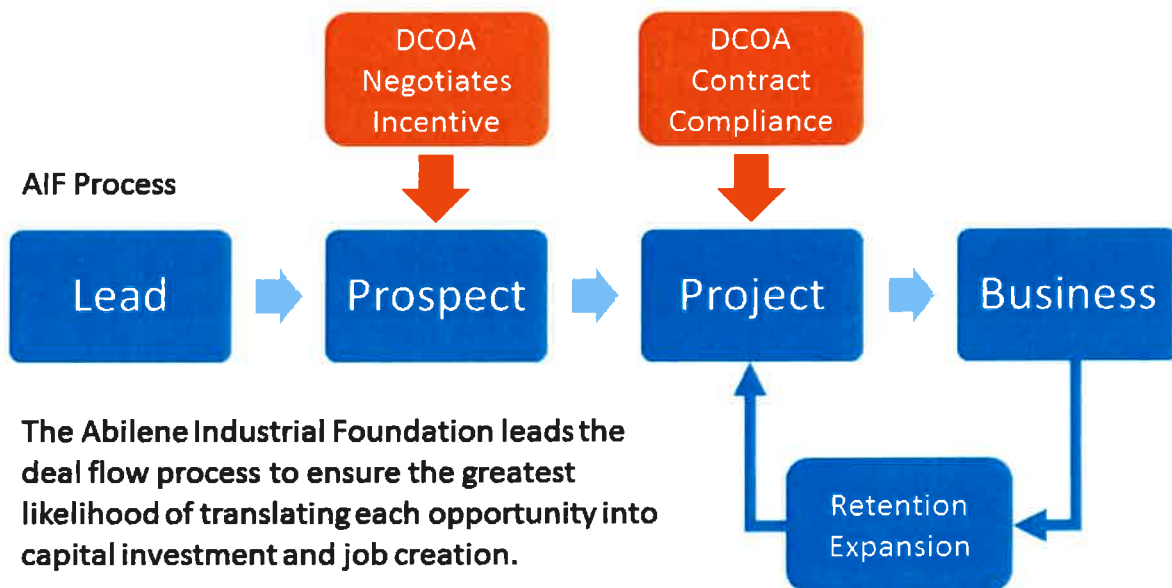 DCOA
Negotiates
Incentive
DCOA
Contract
Compliance
AIF Process
Lead
Prospect
Project
Business
The Abilene Industrial Foundation leads the
deal flow process to ensure the greatest
likelihood of translating each opportunity into
capital investment and job creation.
Retention
Expansion